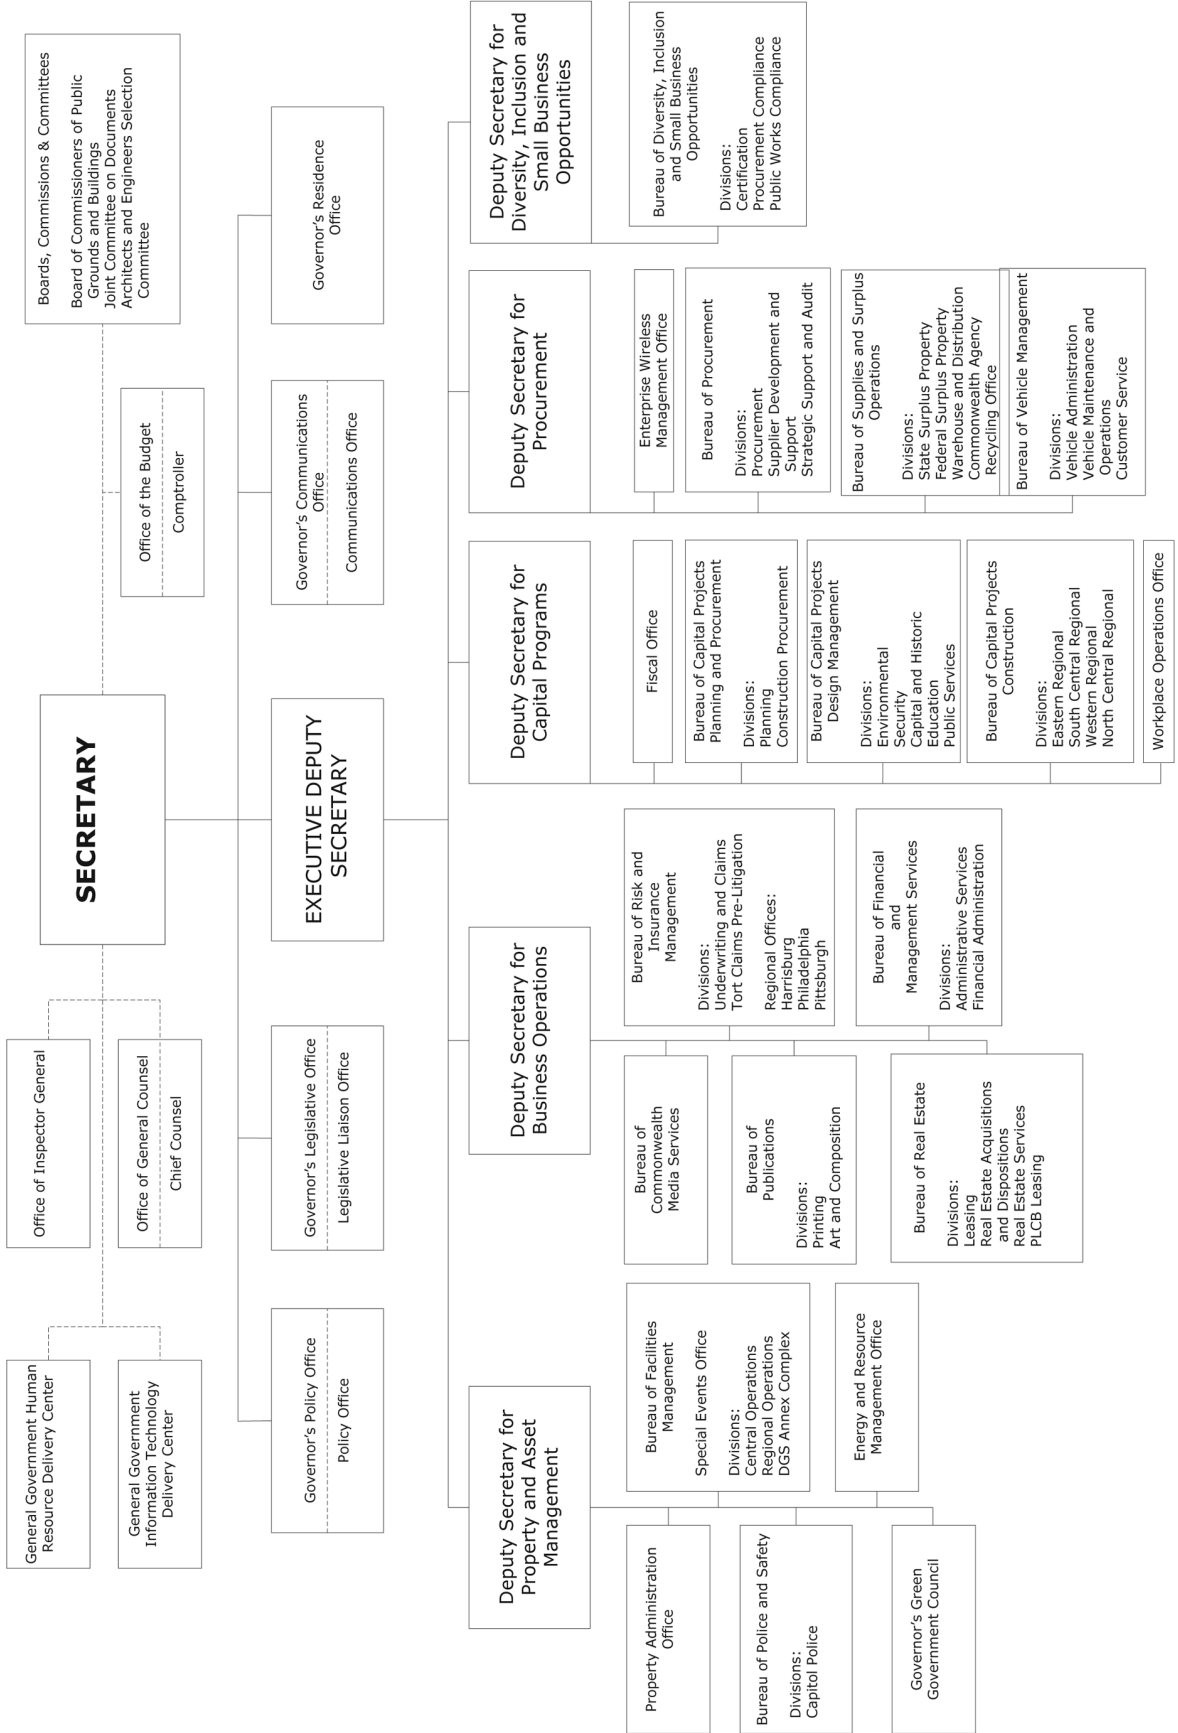 General Government Human
Resource Delivery Center
General Government
Information Technology
Delivery Center
Office of Inspector General
Office of General Counsel
Chief Counsel
SECRETARY
Office of the Budget
Comptroller
Boards, Commissions & Committees
Board of Commissioners of Public
Grounds and Buildings
Joint Committee on Documents
Architects and Engineers Selection
Committee
Governor's Policy Office
Policy Office
Governor's Legislative Office
Legislative Liaison Office
EXECUTIVE DEPUTY
SECRETARY
Governor's Communications
Office
Communications Office
Governor's Residence
Office
Deputy Secretary for
Property and Asset
Management
Property Administration
Office
Bureau of Facilities
Management
Special Events Office
Divisions:
Central Operations
Regional Operations
DGS Annex Complex
Bureau of Police and Safety
Divisions:
Capitol Police
Energy and Resource
Management Office
Governor's Green
Government Council
Deputy Secretary for
Business Operations
Bureau of
Commonwealth
Media Services
Bureau of Risk and
Insurance
Management
Divisions:
Underwriting and Claims
Tort Claims Pre-Litigation
Regional Offices:
Harrisburg
Philadelphia
Pittsburgh
Bureau of
Publications
Divisions:
Printing
Art and Composition
Bureau of Financial
and
Management Services
Divisions:
Administrative Services
Financial Administration
Bureau of Real Estate
Divisions:
Leasing
Real Estate Acquisitions
and Dispositions
Real Estate Services
PLCB Leasing
Deputy Secretary for
Capital Programs
Fiscal Office
Bureau of Capital Projects
Planning and Procurement
Divisions:
Planning
Construction Procurement
Bureau of Capital Projects
Design Management
Divisions:
Environmental
Security
Capital and Historic
Education
Public Services
Bureau of Capital Projects
Construction
Divisions:
Eastern Regional
South Central Regional
Western Regional
North Central Regional
Workplace Operations Office
Deputy Secretary for
Procurement
Enterprise Wireless
Management Office
Bureau of Procurement
Divisions:
Procurement
Supplier Development and
Support
Strategic Support and Audit
Bureau of Supplies and Surplus
Operations
Divisions:
State Surplus Property
Federal Surplus Property
Warehouse and Distribution
Commonwealth Agency
Recycling Office
Bureau of Vehicle Management
Divisions:
Vehicle Administration
Vehicle Maintenance and
Operations
Customer Service
Deputy Secretary for
Diversity, Inclusion and
Small Business
Opportunities
Bureau of Diversity, Inclusion
and Small Business
Opportunities
Divisions:
Certification
Procurement Compliance
Public Works Compliance